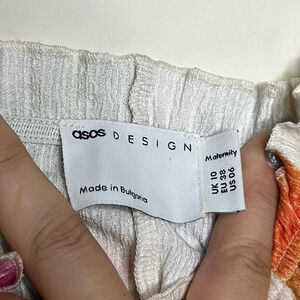 asos DESIGN
Made in Bulgaria
Maternity
UK 10
EU 38
US 06